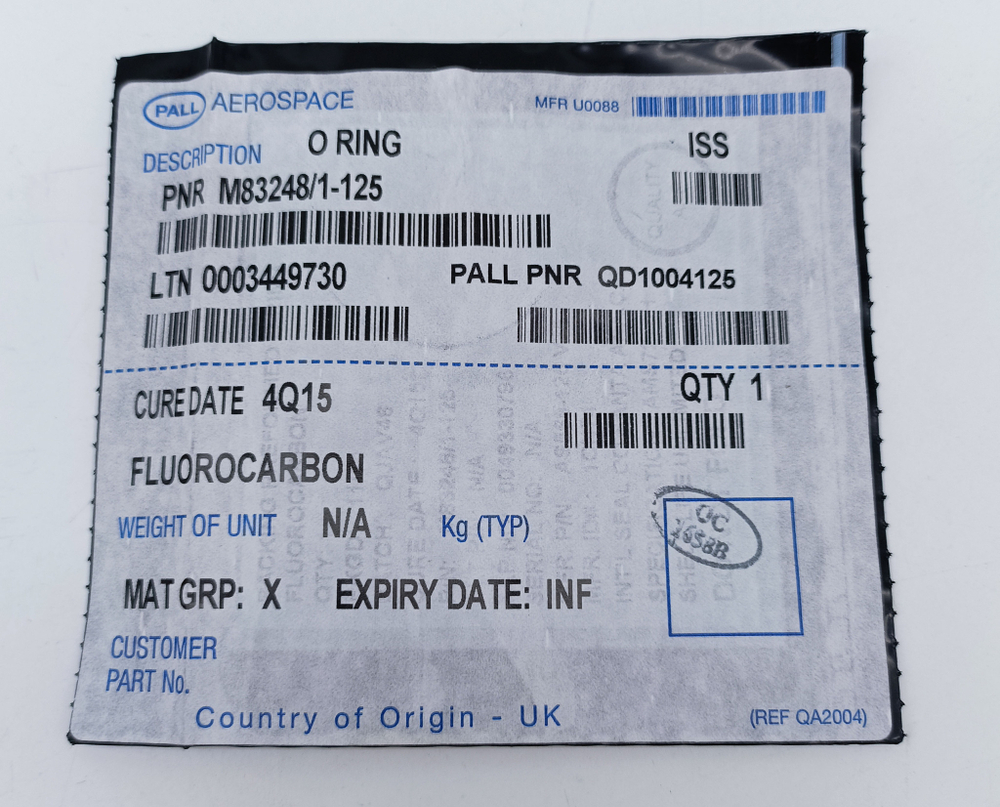 PALL AEROSPACE MFR U0088
DESCRIPTION O RING ISS
PNR M83248/1-125
QUALITY
LTN 0003449730 PALL PNR QD1004125
CURE DATE 4Q15 QTY 1
FLUOROCARBON
WEIGHT OF UNIT N/A Kg (TYP)
QC
MAT GRP: X EXPIRY DATE: INF
CUSTOMER
PART No.
Country of Origin - UK (REF QA2004)